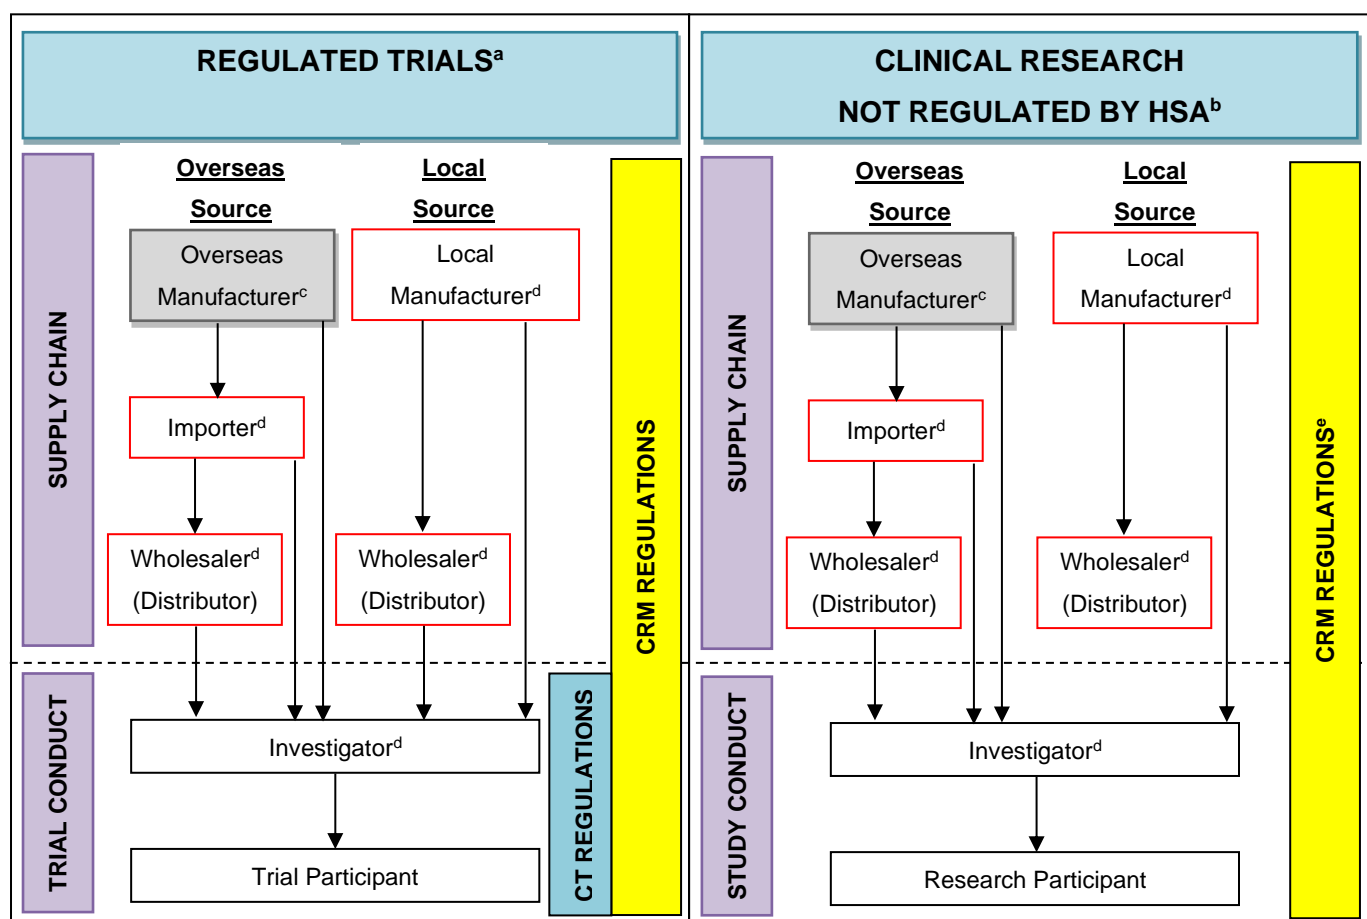 REGULATED TRIALSᵃ
SUPPLY CHAIN
Overseas
Source
Local
Source
Overseas
Manufacturerᶜ
Local
Manufacturerᵈ
Importerᵈ
Wholesalerᵈ
(Distributor)
Wholesalerᵈ
(Distributor)
CRM REGULATIONS
TRIAL CONDUCT
Investigatorᵈ
Trial Participant
CT REGULATIONS
CLINICAL RESEARCH
NOT REGULATED BY HSAᵇ
SUPPLY CHAIN
Overseas
Source
Local
Source
Overseas
Manufacturerᶜ
Local
Manufacturerᵈ
Importerᵈ
Wholesalerᵈ
(Distributor)
Wholesalerᵈ
(Distributor)
CRM REGULATIONSᵉ
STUDY CONDUCT
Investigatorᵈ
Research Participant